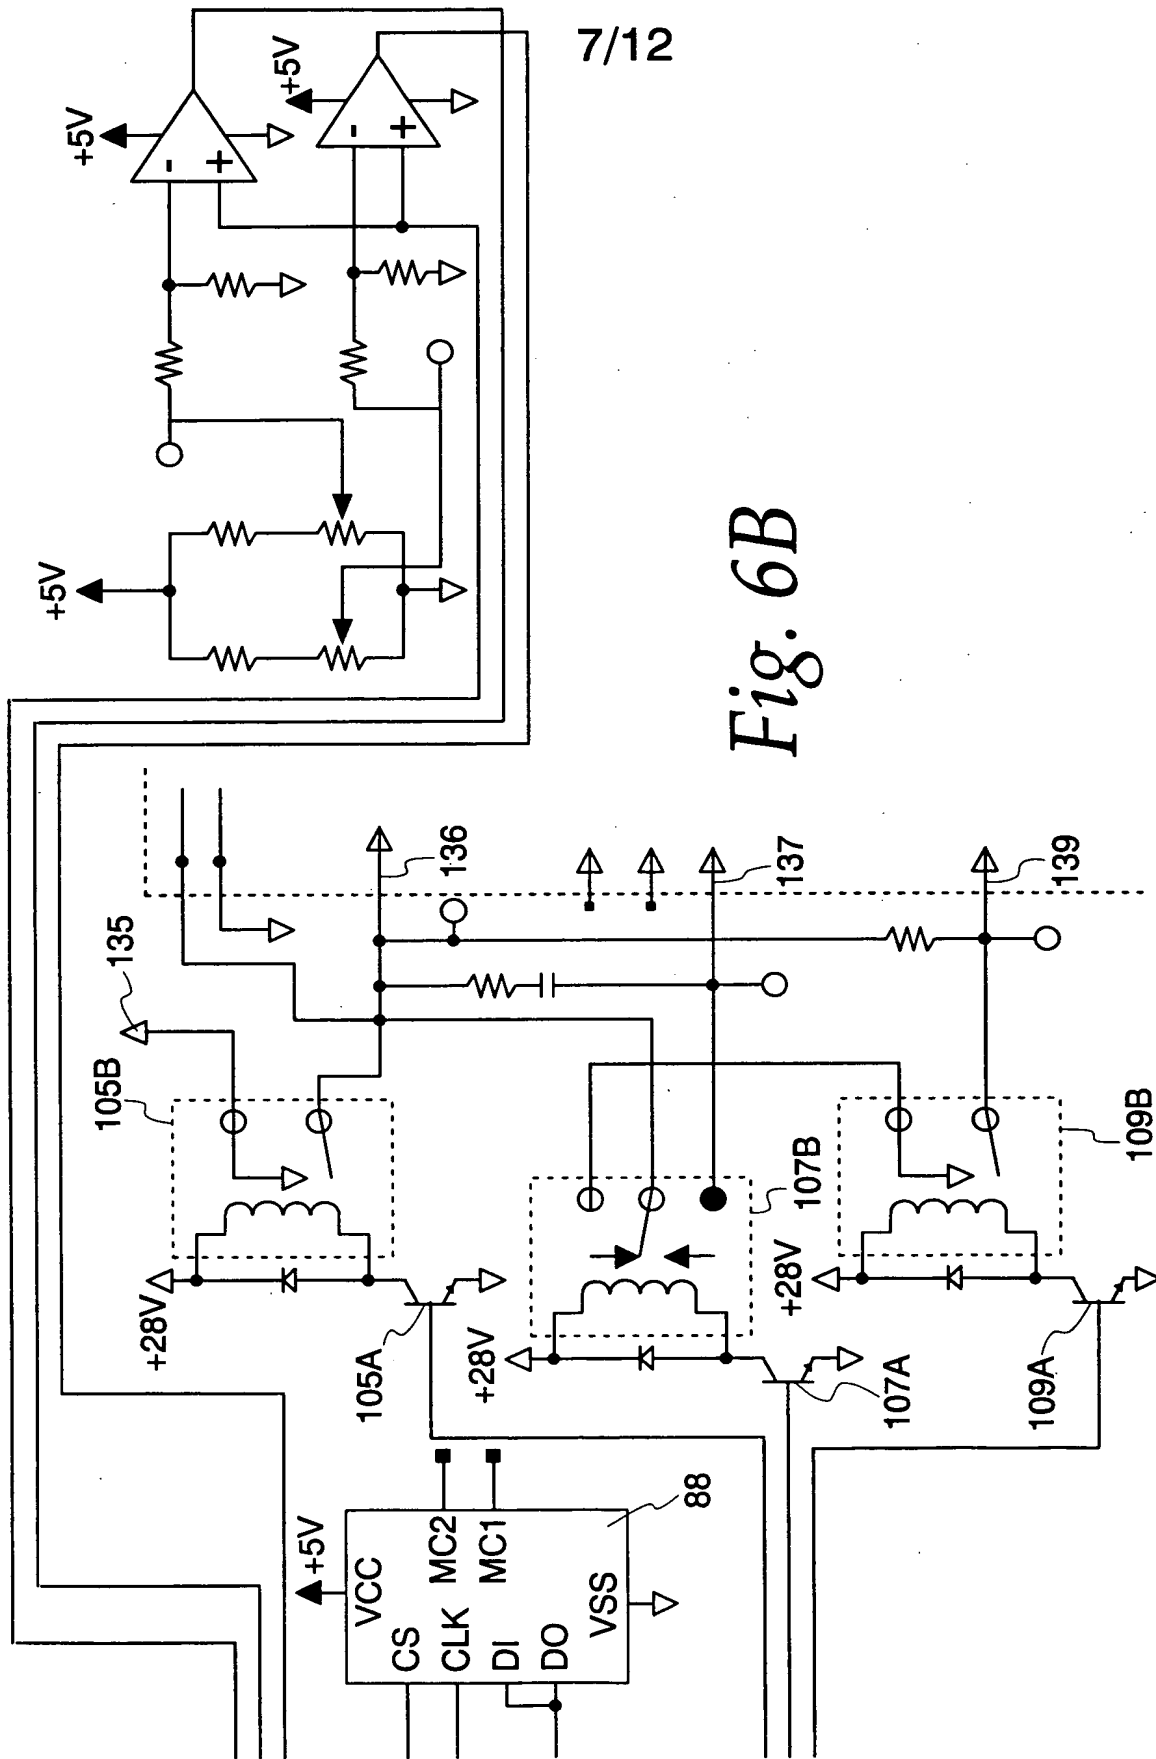 7/12
+5V
+5V
+5V
135
105B
136
137
139
107B
109B
+28V
+28V
+28V
105A
107A
109A
+5V
VCC
CS
CLK
DI
DO
MC2
MC1
VSS
88
Fig. 6B